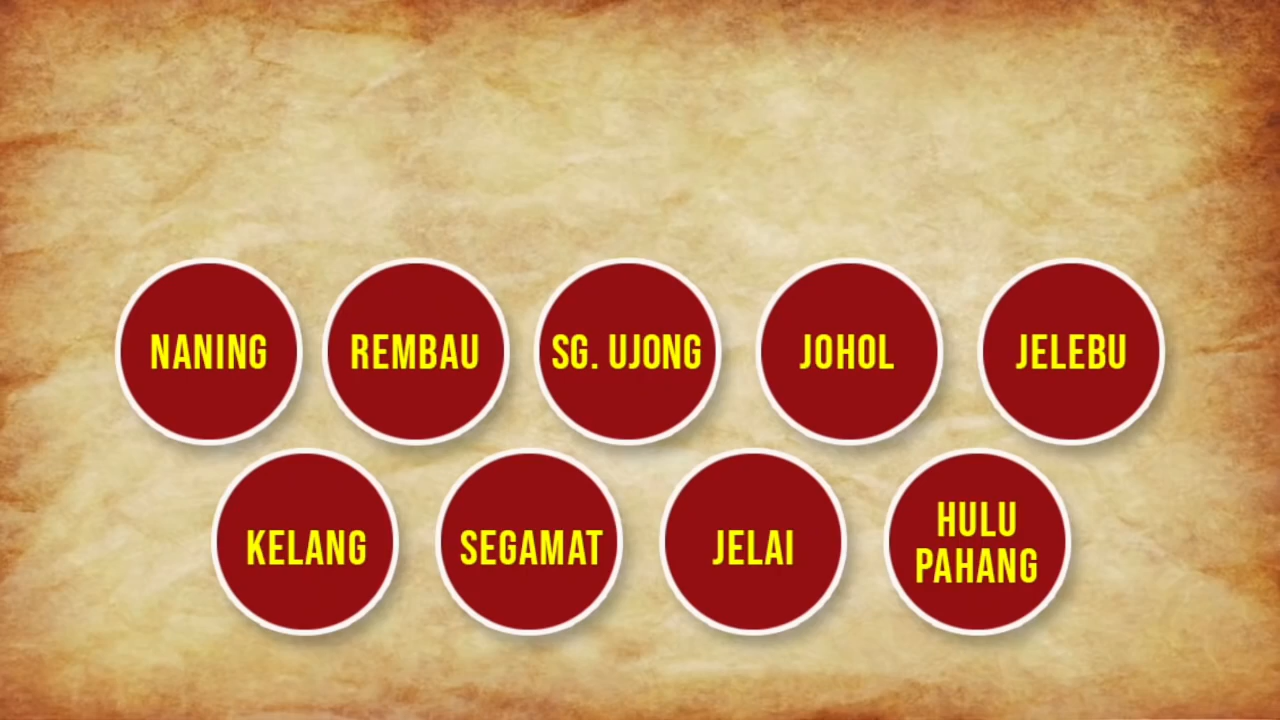 NANING
REMBAU
SG. UJONG
JOHOL
JELEBU
KELANG
SEGAMAT
JELAI
HULU
PAHANG